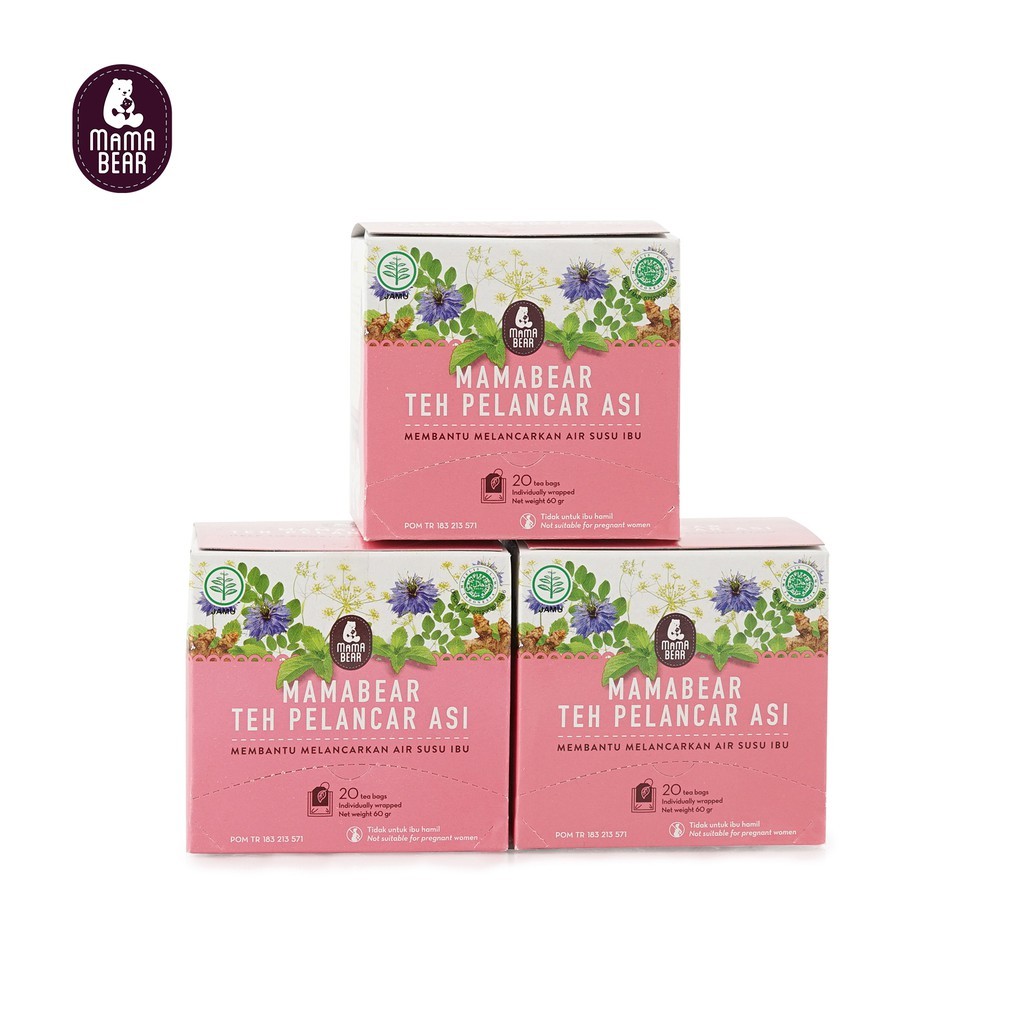 MAMA
BEAR
JAMU
MAMA
BEAR
MAMABEAR
TEH PELANCAR ASI
MEMBANTU MELANCARKAN AIR SUSU IBU
20 tea bags
Individually wrapped
Net weight 60 gr
POM TR 183 213 571
Tidak untuk ibu hamil
Not suitable for pregnant women
JAMU
MAMA
BEAR
MAMABEAR
TEH PELANCAR ASI
MEMBANTU MELANCARKAN AIR SUSU IBU
20 tea bags
Individually wrapped
Net weight 60 gr
POM TR 183 213 571
Tidak untuk ibu hamil
Not suitable for pregnant women
JAMU
MAMA
BEAR
MAMABEAR
TEH PELANCAR ASI
MEMBANTU MELANCARKAN AIR SUSU IBU
20 tea bags
Individually wrapped
Net weight 60 gr
POM TR 183 213 571
Tidak untuk ibu hamil
Not suitable for pregnant women